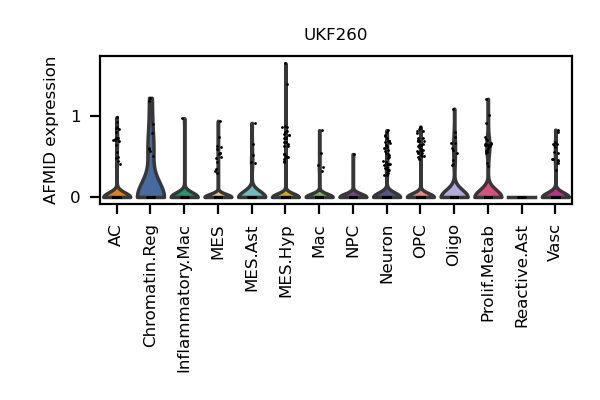 UKF260
AFMID expression
1
0
AC
Chromatin.Reg
Inflammatory.Mac
MES
MES.Ast
MES.Hyp
Mac
NPC
Neuron
OPC
Oligo
Prolif.Metab
Reactive.Ast
Vasc